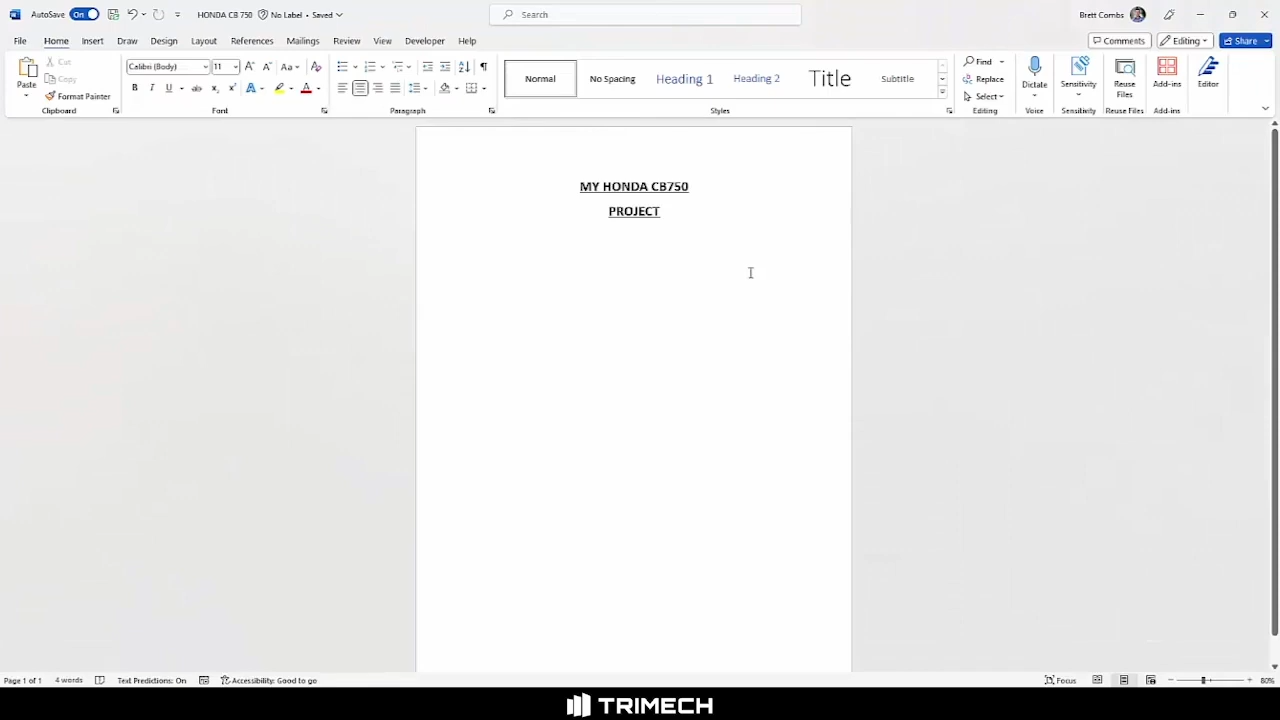 AutoSave On HONDA CB 750 No Label • Saved Search Brett Combs
File Home Insert Draw Design Layout References Mailings Review View Developer Help Comments Editing Share
Paste Cut Copy Format Painter Calibri (Body) 11 Aa Normal No Spacing Heading 1 Heading 2 Title Subtitle Find Replace Select Dictate Sensitivity Reuse Files Add-ins Editor
Clipboard Font Paragraph Styles Editing Voice Sensitivity Reuse Files Add-ins
MY HONDA CB750
PROJECT
Page 1 of 1 4 words Text Predictions: On Accessibility: Good to go Focus 80%
TRIMECH